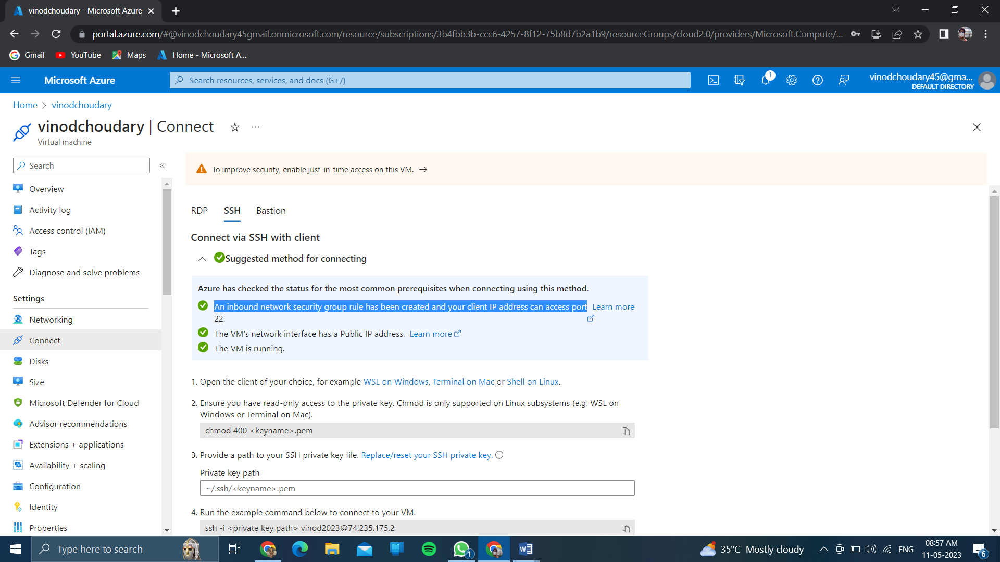 vinodchoudary - Microsoft Azure
portal.azure.com/#@vinodchoudary45gmail.onmicrosoft.com/resource/subscriptions/3b4fbb3b-ccc6-4257-8f12-75b8d7b2a1b9/resourceGroups/cloud2.0/providers/Microsoft.Compute/...
Gmail YouTube Maps Home - Microsoft A...
Microsoft Azure
Search resources, services, and docs (G+/)
1
vinodchoudary45@gma...
DEFAULT DIRECTORY
Home > vinodchoudary
vinodchoudary | Connect
Virtual machine
Search
Overview
Activity log
Access control (IAM)
Tags
Diagnose and solve problems
Settings
Networking
Connect
Disks
Size
Microsoft Defender for Cloud
Advisor recommendations
Extensions + applications
Availability + scaling
Configuration
Identity
Properties
To improve security, enable just-in-time access on this VM. →
RDP SSH Bastion
Connect via SSH with client
Suggested method for connecting
Azure has checked the status for the most common prerequisites when connecting using this method.
An inbound network security group rule has been created and your client IP address can access port Learn more
22.
The VM's network interface has a Public IP address. Learn more
The VM is running.
1. Open the client of your choice, for example WSL on Windows, Terminal on Mac or Shell on Linux.
2. Ensure you have read-only access to the private key. Chmod is only supported on Linux subsystems (e.g. WSL on
Windows or Terminal on Mac).
chmod 400 <keyname>.pem
3. Provide a path to your SSH private key file. Replace/reset your SSH private key.
Private key path
~/.ssh/<keyname>.pem
4. Run the example command below to connect to your VM.
ssh -i <private key path> vinod2023@74.235.175.2
Type here to search
1
35°C Mostly cloudy
ENG
08:57 AM
11-05-2023
6